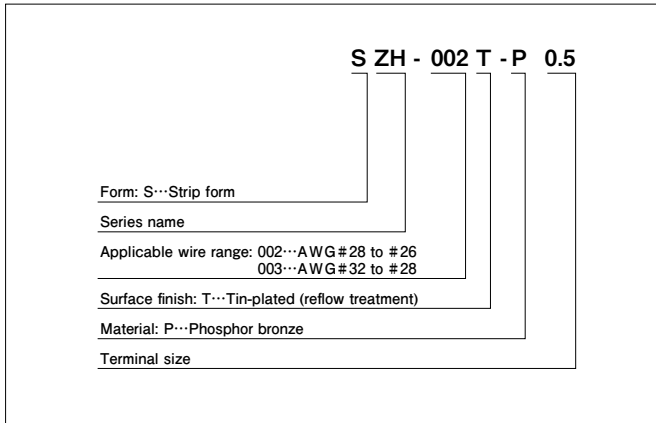 S ZH - 002 T - P 0.5
Form: S⋯Strip form
Series name
Applicable wire range: 002⋯AWG#28 to #26
003⋯AWG#32 to #28
Surface finish: T⋯Tin-plated (reflow treatment)
Material: P⋯Phosphor bronze
Terminal size